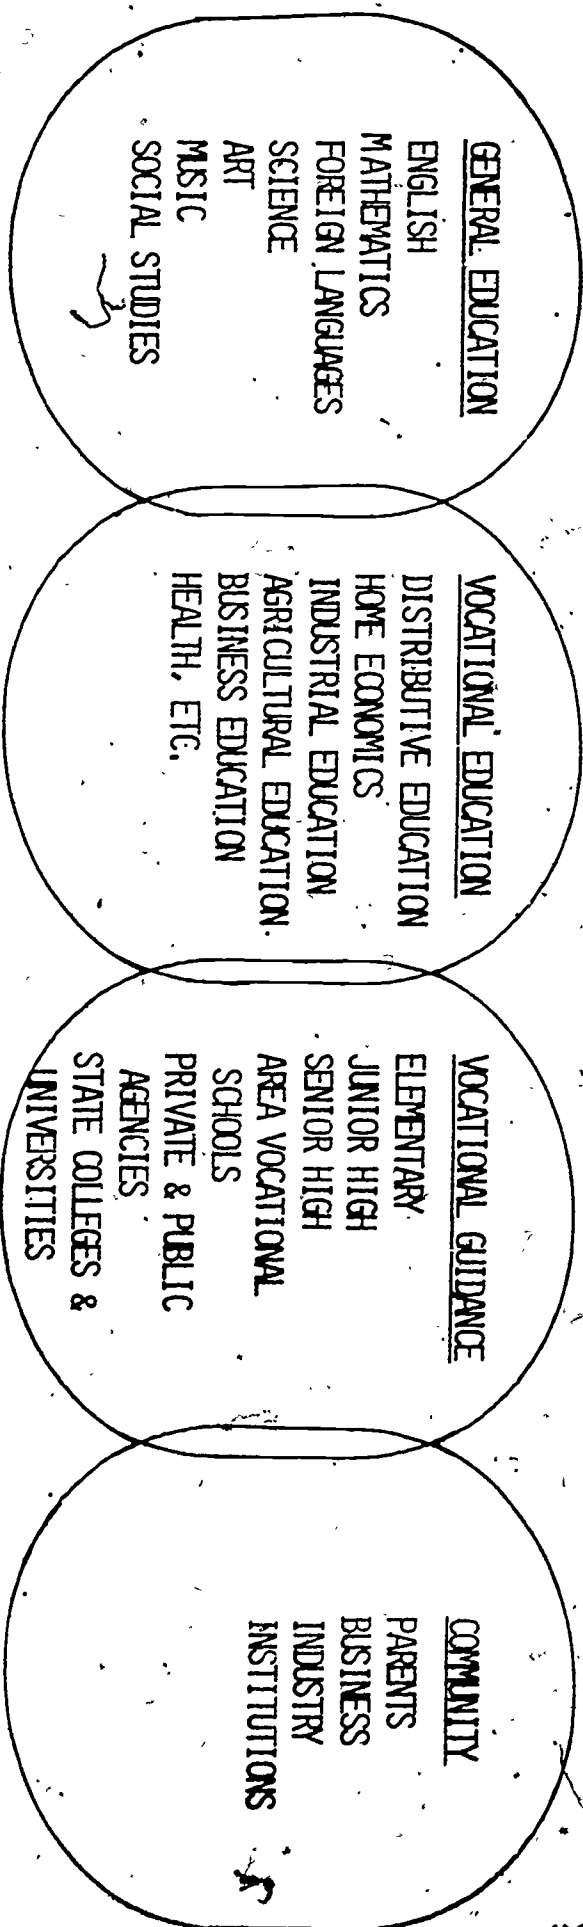 GENERAL EDUCATION
ENGLISH
MATHEMATICS
FOREIGN LANGUAGES
SCIENCE
ART
MUSIC
SOCIAL STUDIES
VOCATIONAL EDUCATION
DISTRIBUTIVE EDUCATION
HOME ECONOMICS
INDUSTRIAL EDUCATION
AGRICULTURAL EDUCATION
BUSINESS EDUCATION
HEALTH, ETC.
VOCATIONAL GUIDANCE
ELEMENTARY
JUNIOR HIGH
SENIOR HIGH
AREA VOCATIONAL
SCHOOLS
PRIVATE & PUBLIC
AGENCIES
STATE COLLEGES &
UNIVERSITIES
COMMUNITY
PARENTS
BUSINESS
INDUSTRY
INSTITUTIONS